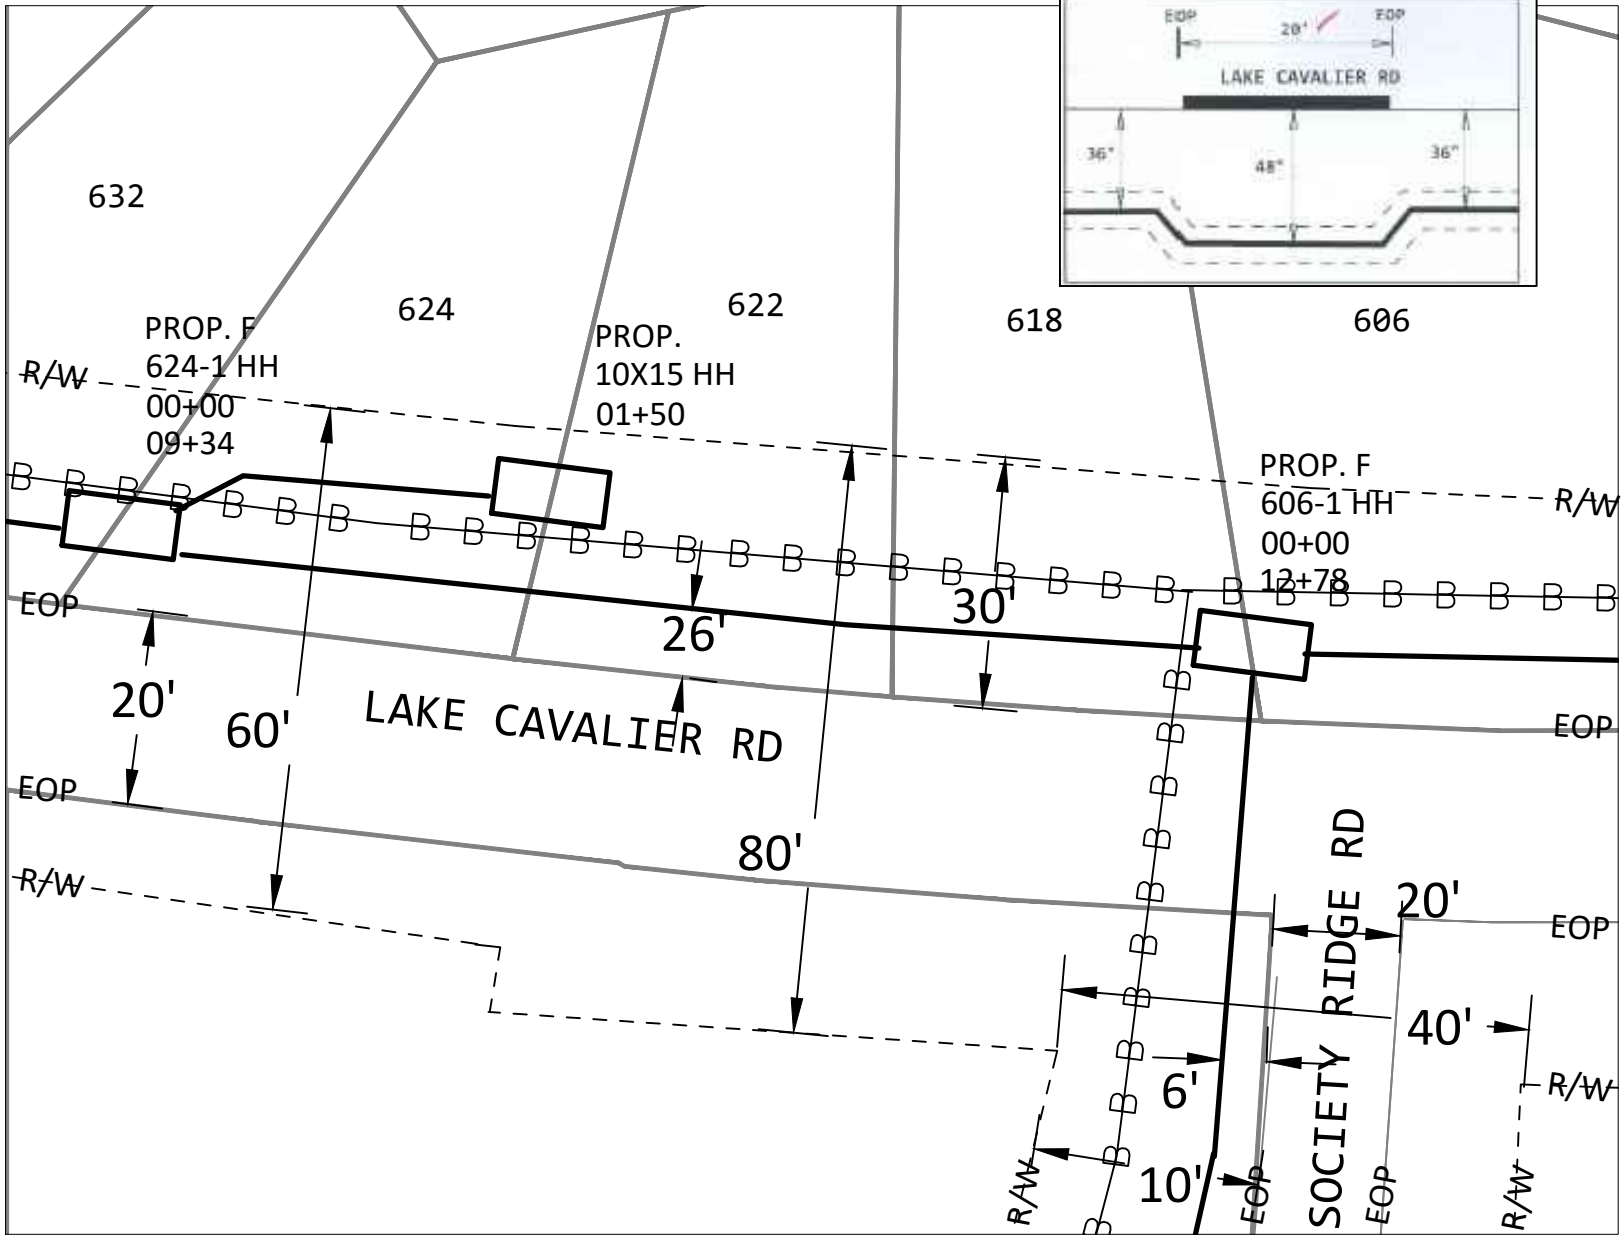 EOP
20'
EOP
LAKE CAVALIER RD
36"
48"
36"
632
624
622
618
606
PROP. F
624-1 HH
00+00
09+34
PROP.
10X15 HH
01+50
PROP. F
606-1 HH
00+00
12+78
R/W
R/W
B B B B B B B B B B B B B B B B B B B B B B B B B B B B B B
EOP
30'
26'
20'
60'
LAKE CAVALIER RD
EOP
EOP
80'
R/W
20'
EOP
40'
6'
R/W
10'
B B B B B B B B B B B
R/W
EOP
SOCIETY RIDGE RD
EOP
R/W